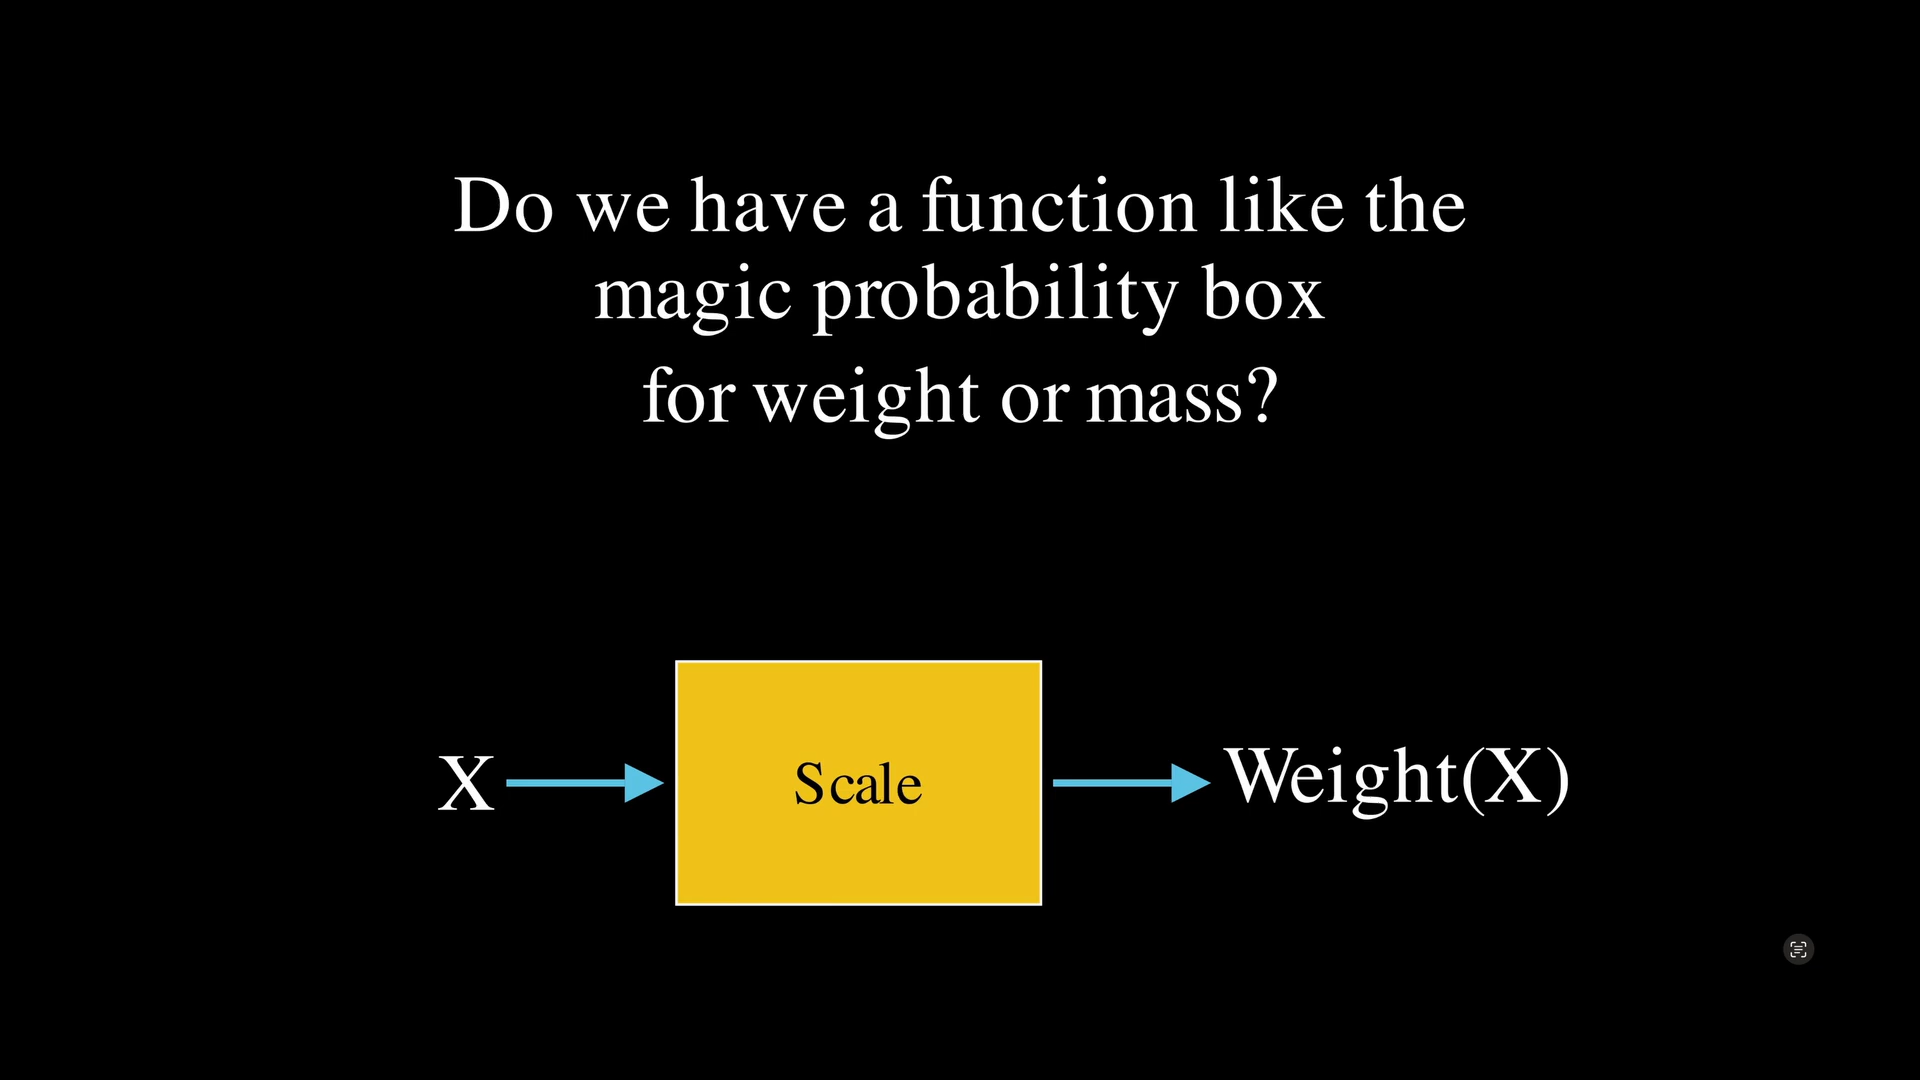 Do we have a function like the
magic probability box
for weight or mass?
X
Scale
Weight(X)